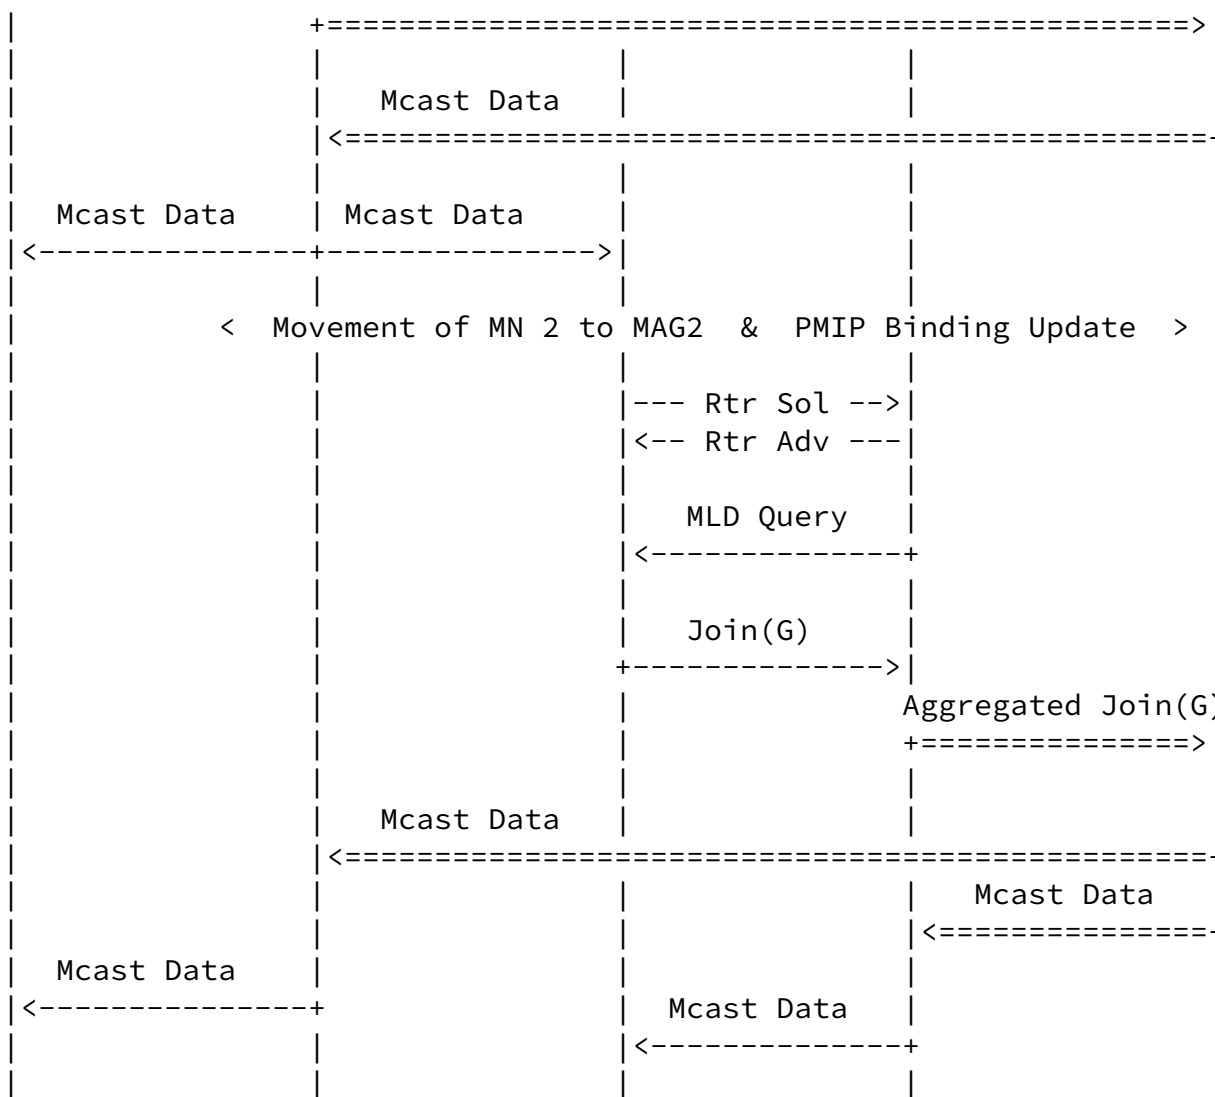 Mcast Data
Mcast Data Mcast Data
< Movement of MN 2 to MAG2 & PMIP Binding Update >
--- Rtr Sol -->
<-- Rtr Adv ---
MLD Query
Join(G)
Aggregated Join(G)
Mcast Data
Mcast Data
Mcast Data
Mcast Data